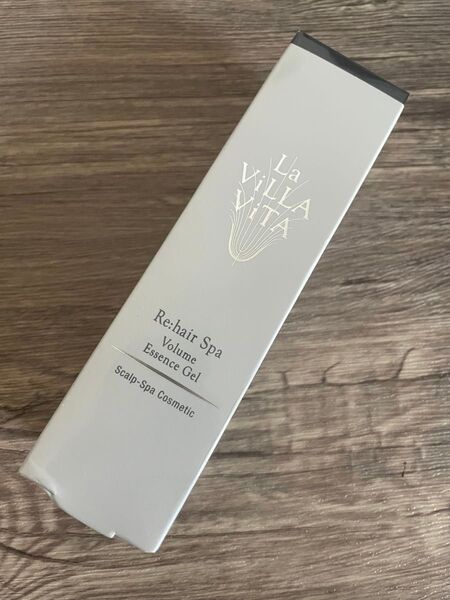 La
ViLLA
ViTA
Re:hair Spa
Volume
Essence Gel
Scalp-Spa Cosmetic